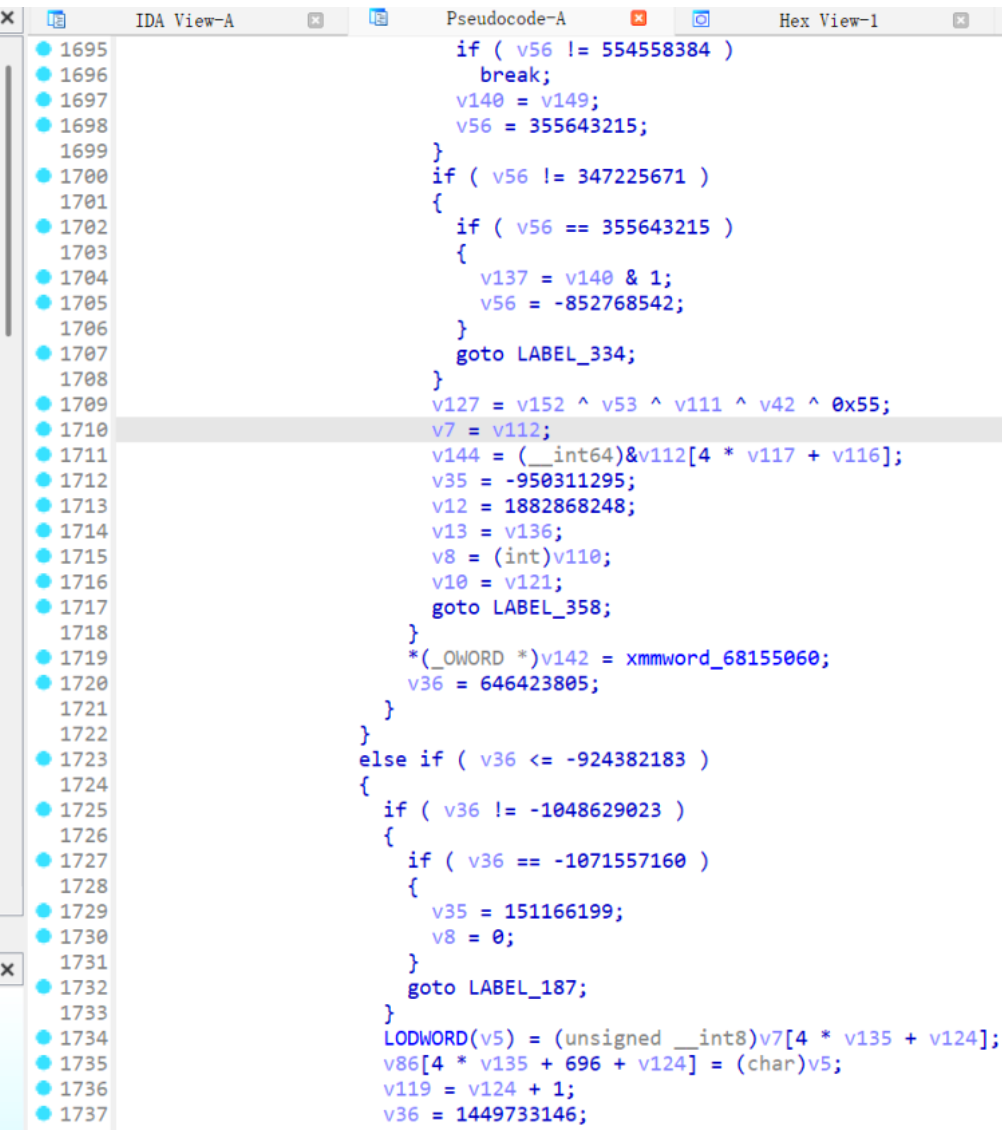 IDA View-A Pseudocode-A Hex View-1
1695 if ( v56 != 554558384 )
1696 break;
1697 v140 = v149;
1698 v56 = 355643215;
1699 }
1700 if ( v56 != 347225671 )
1701 {
1702 if ( v56 == 355643215 )
1703 {
1704 v137 = v140 & 1;
1705 v56 = -852768542;
1706 }
1707 goto LABEL_334;
1708 }
1709 v127 = v152 ^ v53 ^ v111 ^ v42 ^ 0x55;
1710 v7 = v112;
1711 v144 = (__int64)&v112[4 * v117 + v116];
1712 v35 = -950311295;
1713 v12 = 1882868248;
1714 v13 = v136;
1715 v8 = (int)v110;
1716 v10 = v121;
1717 goto LABEL_358;
1718 }
1719 *(_OWORD *)v142 = xmmword_68155060;
1720 v36 = 646423805;
1721 }
1722 }
1723 else if ( v36 <= -924382183 )
1724 {
1725 if ( v36 != -1048629023 )
1726 {
1727 if ( v36 == -1071557160 )
1728 {
1729 v35 = 151166199;
1730 v8 = 0;
1731 }
1732 goto LABEL_187;
1733 }
1734 LODWORD(v5) = (unsigned __int8)v7[4 * v135 + v124];
1735 v86[4 * v135 + 696 + v124] = (char)v5;
1736 v119 = v124 + 1;
1737 v36 = 1449733146;